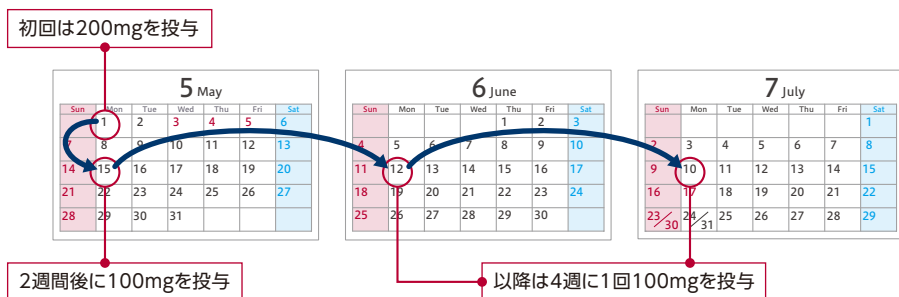 初回は200mgを投与
5 May
Sun Mon Tue Wed Thu Fri Sat
1 2 3 4 5 6
7 8 9 10 11 12 13
14 15 16 17 18 19 20
21 22 23 24 25 26 27
28 29 30 31
6 June
Sun Mon Tue Wed Thu Fri Sat
1 2 3
4 5 6 7 8 9 10
11 12 13 14 15 16 17
18 19 20 21 22 23 24
25 26 27 28 29 30
7 July
Sun Mon Tue Wed Thu Fri Sat
1
2 3 4 5 6 7 8
9 10 11 12 13 14 15
16 17 18 19 20 21 22
23/30 24/31 25 26 27 28 29
2週間後に100mgを投与
以降は4週に1回100mgを投与